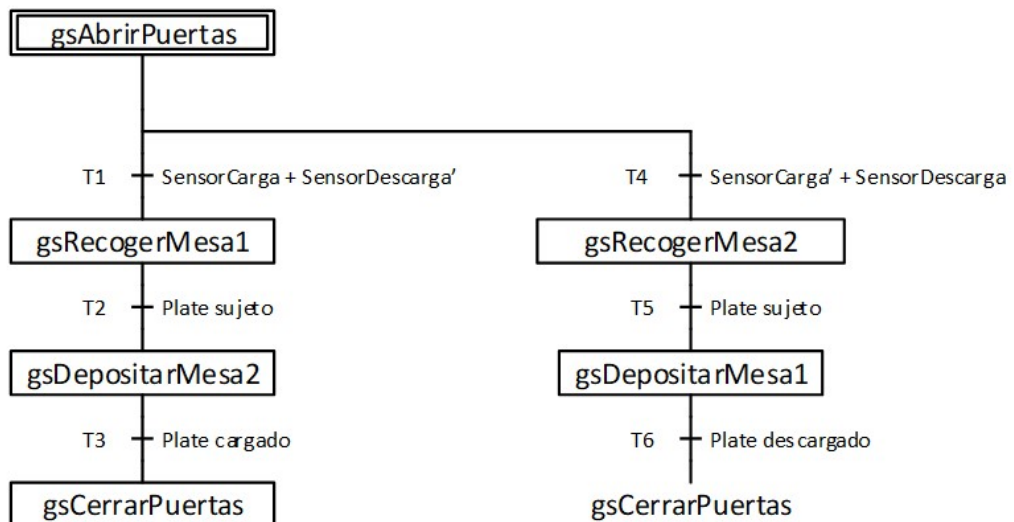 gsAbrirPuertas
T1 SensorCarga + SensorDescarga’ T4 SensorCarga’ + SensorDescarga
gsRecogerMesa1 gsRecogerMesa2
T2 Plate sujeto T5 Plate sujeto
gsDepositarMesa2 gsDepositarMesa1
T3 Plate cargado T6 Plate descargado
gsCerrarPuertas gsCerrarPuertas